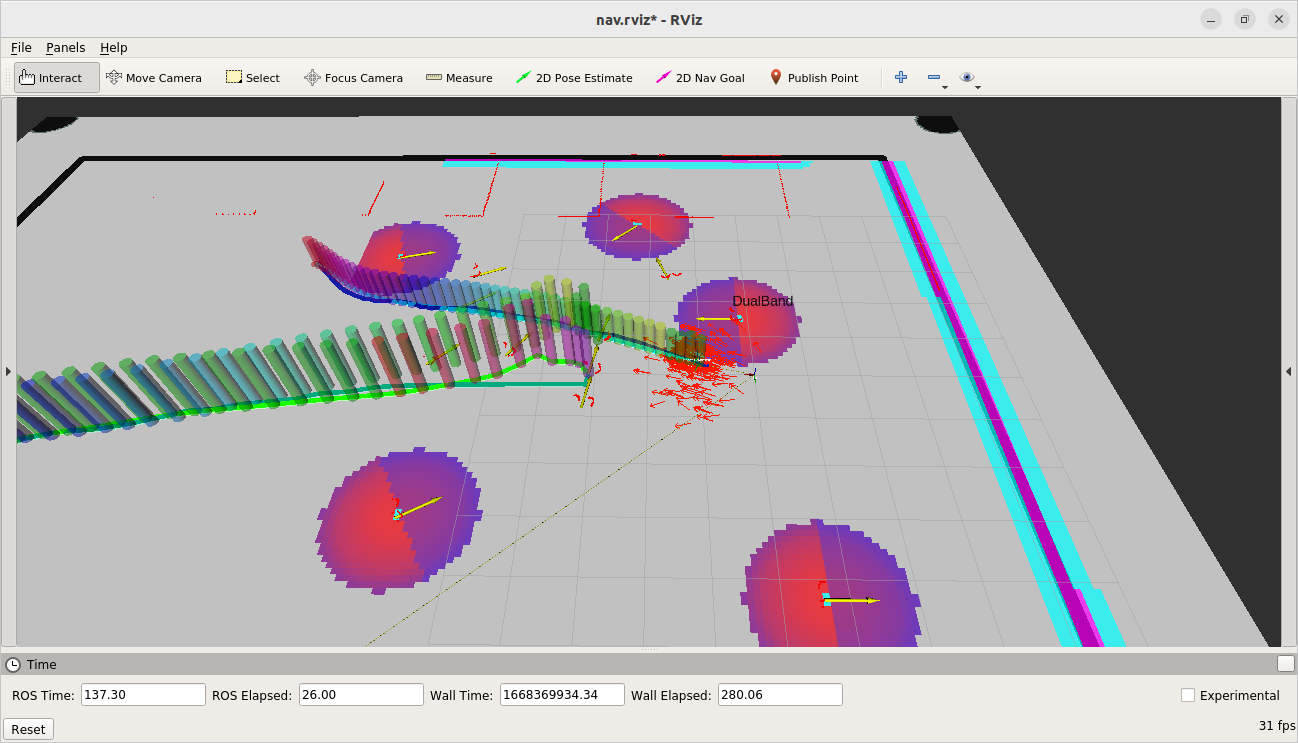 nav.rviz* - RViz
File Panels Help
Interact Move Camera Select Focus Camera Measure 2D Pose Estimate 2D Nav Goal Publish Point
DualBand
Time
ROS Time: 137.30 ROS Elapsed: 26.00 Wall Time: 1668369934.34 Wall Elapsed: 280.06 Experimental
Reset 31 fps